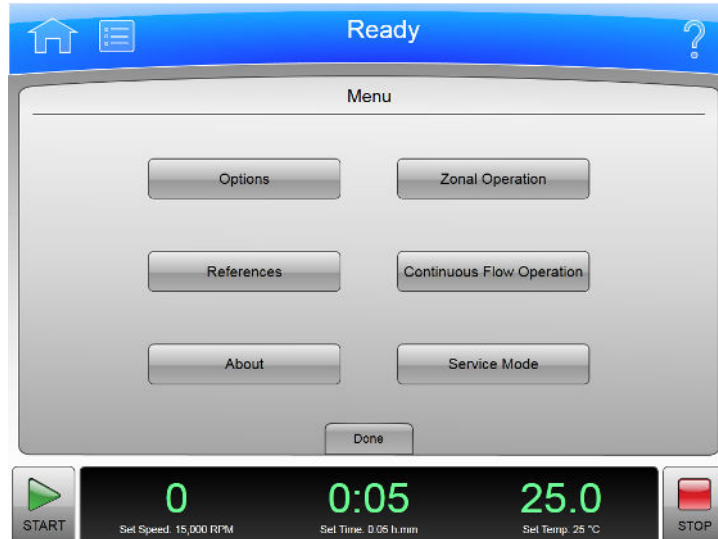 Ready
?
Menu
Options
Zonal Operation
References
Continuous Flow Operation
About
Service Mode
Done
START
0
0:05
25.0
Set Speed. 15,000 RPM
Set Time. 0.05 h.mm
Set Temp. 25 °C
STOP